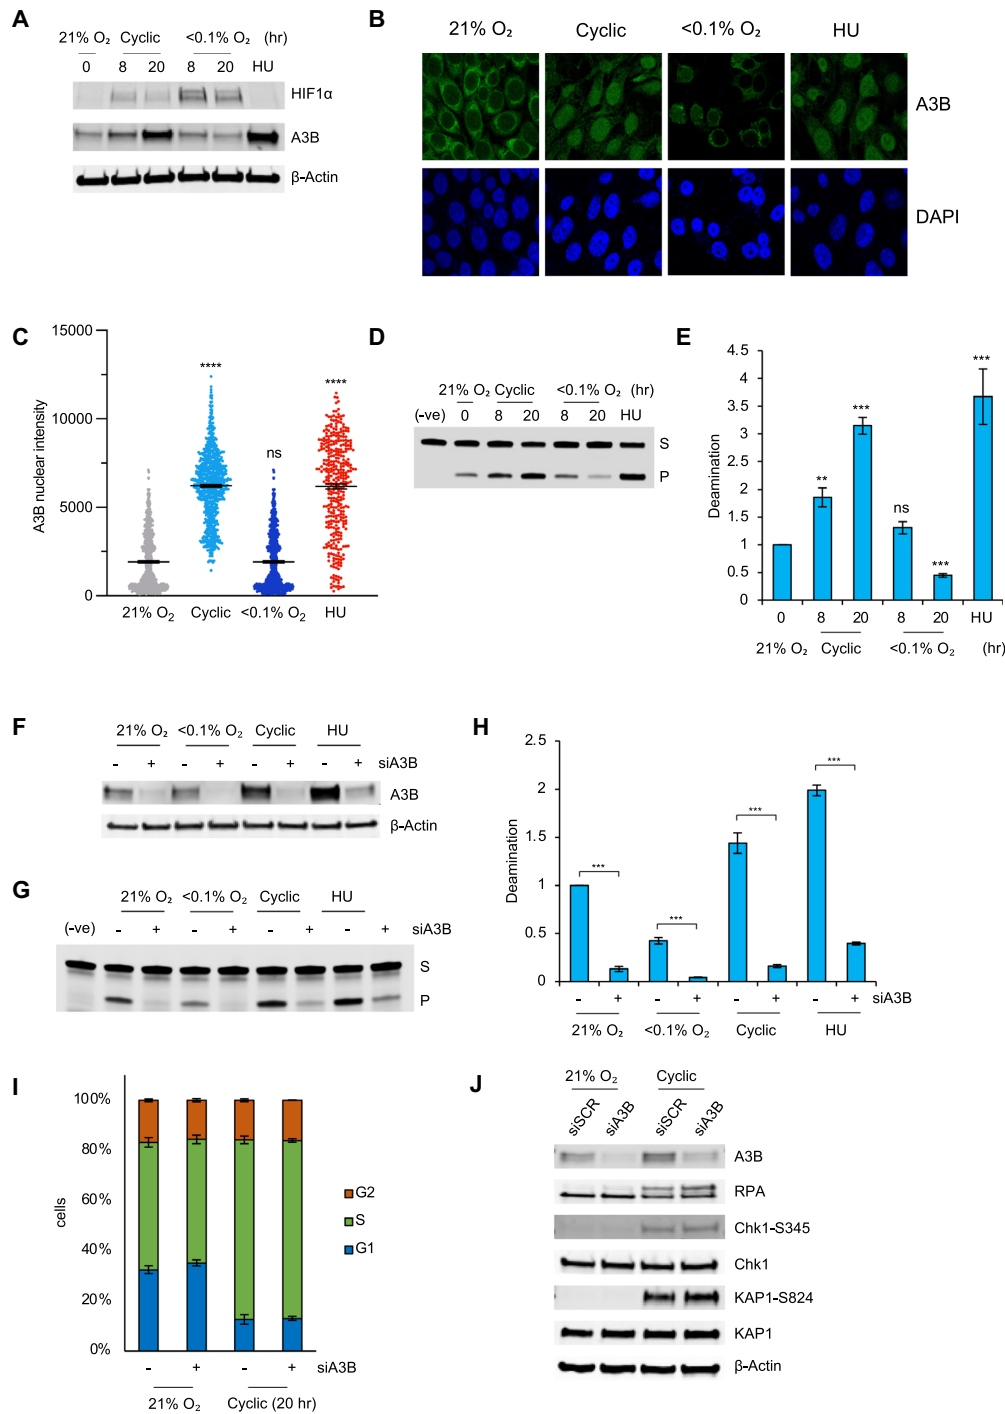 A
21% O₂ Cyclic <0.1% O₂ (hr)
0 8 20 8 20 HU
HIF1α
A3B
β-Actin
B
21% O₂ Cyclic <0.1% O₂ HU
A3B
DAPI
C
A3B nuclear intensity
15000
10000
5000
0
**** ns ****
21% O₂ Cyclic <0.1% O₂ HU
D
21% O₂ Cyclic <0.1% O₂ (hr)
(-ve) 0 8 20 8 20 HU
S
P
E
Deamination
4.5
4
3.5
3
2.5
2
1.5
1
0.5
0
** *** ns *** ***
0 8 20 8 20 HU
21% O₂ Cyclic <0.1% O₂ (hr)
F
21% O₂ <0.1% O₂ Cyclic HU
- + - + - + - + siA3B
A3B
β-Actin
G
21% O₂ <0.1% O₂ Cyclic HU
(-ve) - + - + - + - + siA3B
S
P
H
Deamination
2.5
2
1.5
1
0.5
0
*** *** *** ***
- + - + - + - + siA3B
21% O₂ <0.1% O₂ Cyclic HU
I
cells
100%
80%
60%
40%
20%
0%
G2
S
G1
- + - + siA3B
21% O₂ Cyclic (20 hr)
J
21% O₂ Cyclic
siSCR siA3B siSCR siA3B
A3B
RPA
Chk1-S345
Chk1
KAP1-S824
KAP1
β-Actin